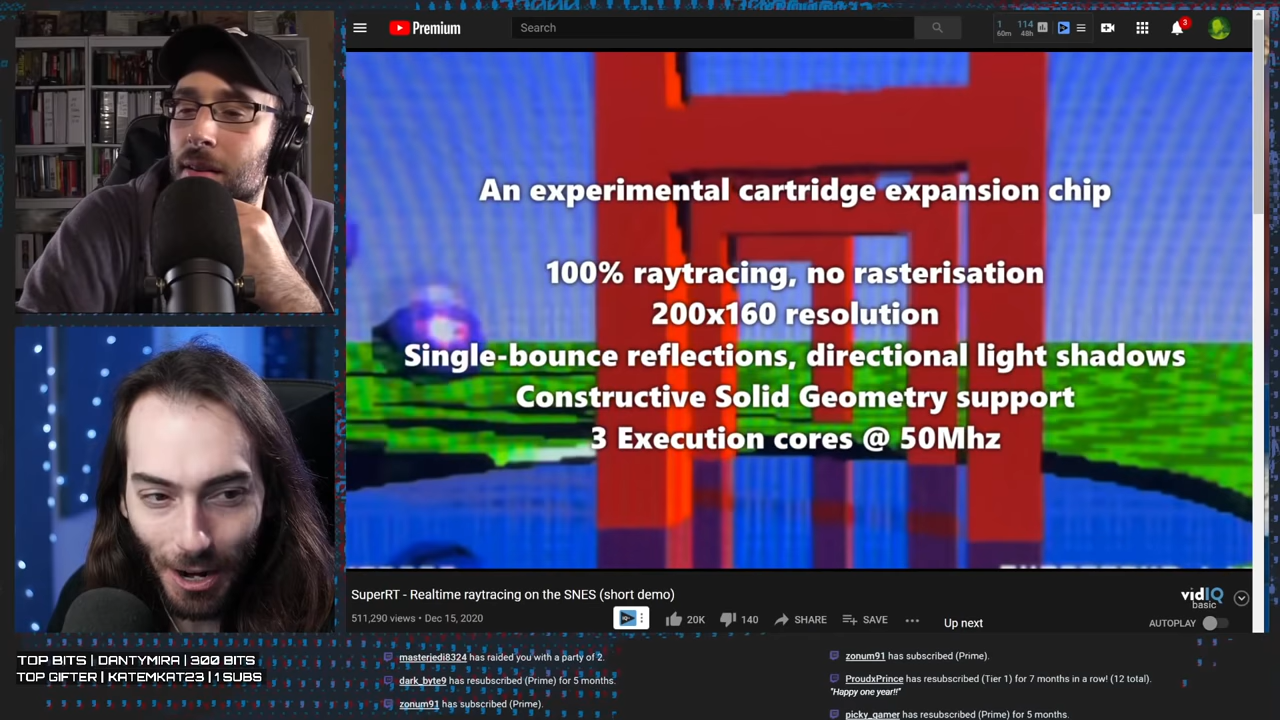 Premium
Search
1
60m
114
48h
3
An experimental cartridge expansion chip
100% raytracing, no rasterisation
200x160 resolution
Single-bounce reflections, directional light shadows
Constructive Solid Geometry support
3 Execution cores @ 50Mhz
SuperRT - Realtime raytracing on the SNES (short demo)
511,290 views • Dec 15, 2020
20K
140
SHARE
SAVE
Up next
vidIQ
basic
AUTOPLAY
TOP BITS | DANTYMIRA | 300 BITS
TOP GIFTER | KATEMKAT23 | 1 SUBS
masterjedi8324 has raided you with a party of 2.
dark_byte9 has resubscribed (Prime) for 5 months.
zonum91 has subscribed (Prime).
zonum91 has subscribed (Prime).
ProudxPrince has resubscribed (Tier 1) for 7 months in a row! (12 total).
"Happy one year!!"
picky_gamer has resubscribed (Prime) for 5 months.